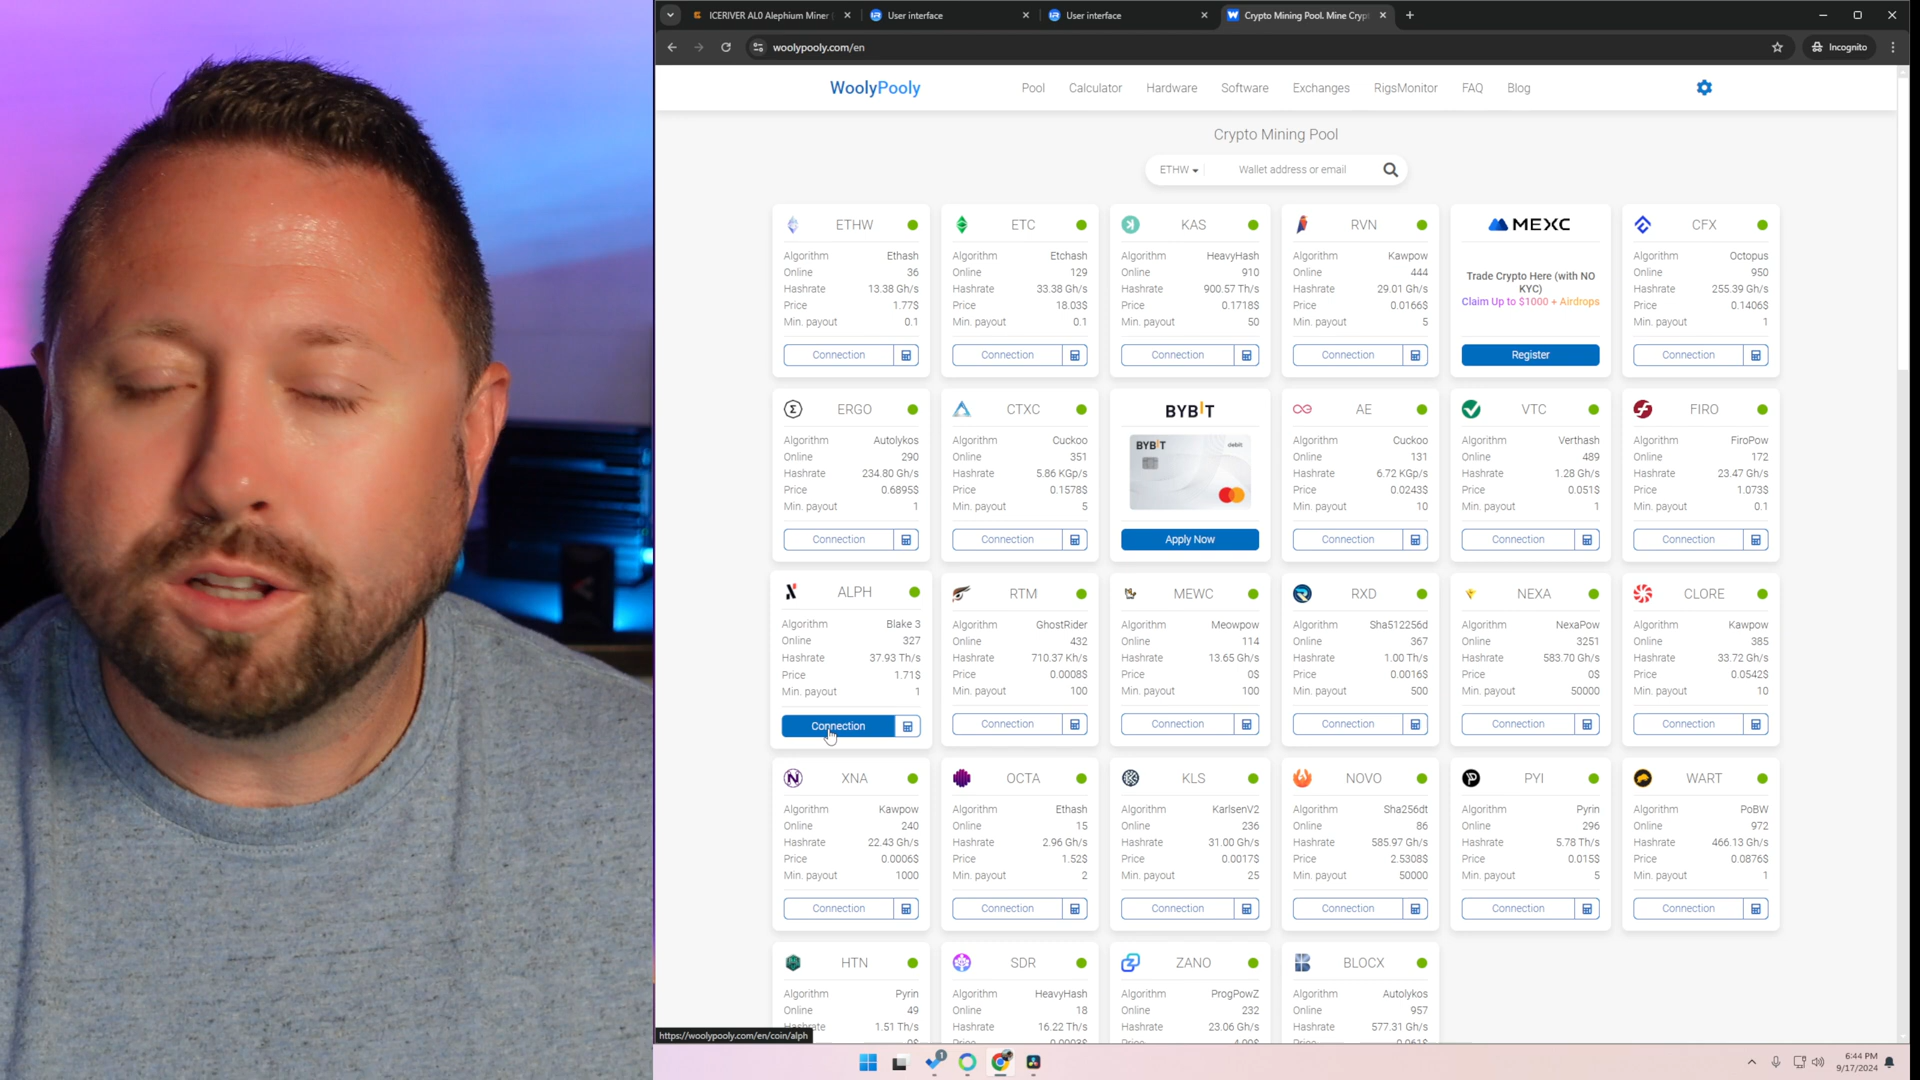 ICERIVER AL0 Alephium Miner
User interface
User interface
Crypto Mining Pool. Mine Cryp
woolypooly.com/en
Incognito
WoolyPooly
Pool
Calculator
Hardware
Software
Exchanges
RigsMonitor
FAQ
Blog
Crypto Mining Pool
ETHW
Wallet address or email
ETHW
Algorithm Ethash
Online 36
Hashrate 13.38 Gh/s
Price 1.77$
Min. payout 0.1
Connection
ETC
Algorithm Etchash
Online 129
Hashrate 33.38 Gh/s
Price 18.03$
Min. payout 0.1
Connection
KAS
Algorithm HeavyHash
Online 910
Hashrate 900.57 Th/s
Price 0.1718$
Min. payout 50
Connection
RVN
Algorithm Kawpow
Online 444
Hashrate 29.01 Gh/s
Price 0.0166$
Min. payout 5
Connection
MEXC
Trade Crypto Here (with NO
KYC)
Claim Up to $1000 + Airdrops
Register
CFX
Algorithm Octopus
Online 950
Hashrate 255.39 Gh/s
Price 0.1406$
Min. payout 1
Connection
ERGO
Algorithm Autolykos
Online 290
Hashrate 234.80 Gh/s
Price 0.6895$
Min. payout 1
Connection
CTXC
Algorithm Cuckoo
Online 351
Hashrate 5.86 KGp/s
Price 0.1578$
Min. payout 5
Connection
BYBIT
BYBIT debit
Apply Now
AE
Algorithm Cuckoo
Online 131
Hashrate 6.72 KGp/s
Price 0.0243$
Min. payout 10
Connection
VTC
Algorithm Verthash
Online 489
Hashrate 1.28 Gh/s
Price 0.051$
Min. payout 1
Connection
FIRO
Algorithm FiroPow
Online 172
Hashrate 23.47 Gh/s
Price 1.073$
Min. payout 0.1
Connection
ALPH
Algorithm Blake 3
Online 327
Hashrate 37.93 Th/s
Price 1.71$
Min. payout 1
Connection
RTM
Algorithm GhostRider
Online 432
Hashrate 710.37 Kh/s
Price 0.0008$
Min. payout 100
Connection
MEWC
Algorithm Meowpow
Online 114
Hashrate 13.65 Gh/s
Price 0$
Min. payout 100
Connection
RXD
Algorithm Sha512256d
Online 367
Hashrate 1.00 Th/s
Price 0.0016$
Min. payout 500
Connection
NEXA
Algorithm NexaPow
Online 3251
Hashrate 583.70 Gh/s
Price 0$
Min. payout 50000
Connection
CLORE
Algorithm Kawpow
Online 385
Hashrate 33.72 Gh/s
Price 0.0542$
Min. payout 10
Connection
XNA
Algorithm Kawpow
Online 240
Hashrate 22.43 Gh/s
Price 0.0006$
Min. payout 1000
Connection
OCTA
Algorithm Ethash
Online 15
Hashrate 2.96 Gh/s
Price 1.52$
Min. payout 2
Connection
KLS
Algorithm KarlsenV2
Online 236
Hashrate 31.00 Gh/s
Price 0.0017$
Min. payout 25
Connection
NOVO
Algorithm Sha256dt
Online 86
Hashrate 585.97 Gh/s
Price 2.5308$
Min. payout 50000
Connection
PYI
Algorithm Pyrin
Online 296
Hashrate 5.78 Th/s
Price 0.015$
Min. payout 5
Connection
WART
Algorithm PoBW
Online 972
Hashrate 466.13 Gh/s
Price 0.0876$
Min. payout 1
Connection
HTN
Algorithm Pyrin
Online 49
Hashrate 1.51 Th/s
SDR
Algorithm HeavyHash
Online 18
Hashrate 16.22 Th/s
Price
ZANO
Algorithm ProgPowZ
Online 232
Hashrate 23.06 Gh/s
Price
BLOCX
Algorithm Autolykos
Online 957
Hashrate 577.31 Gh/s
Price
https://woolypooly.com/en/coin/alph
1
6:44 PM
9/17/2024